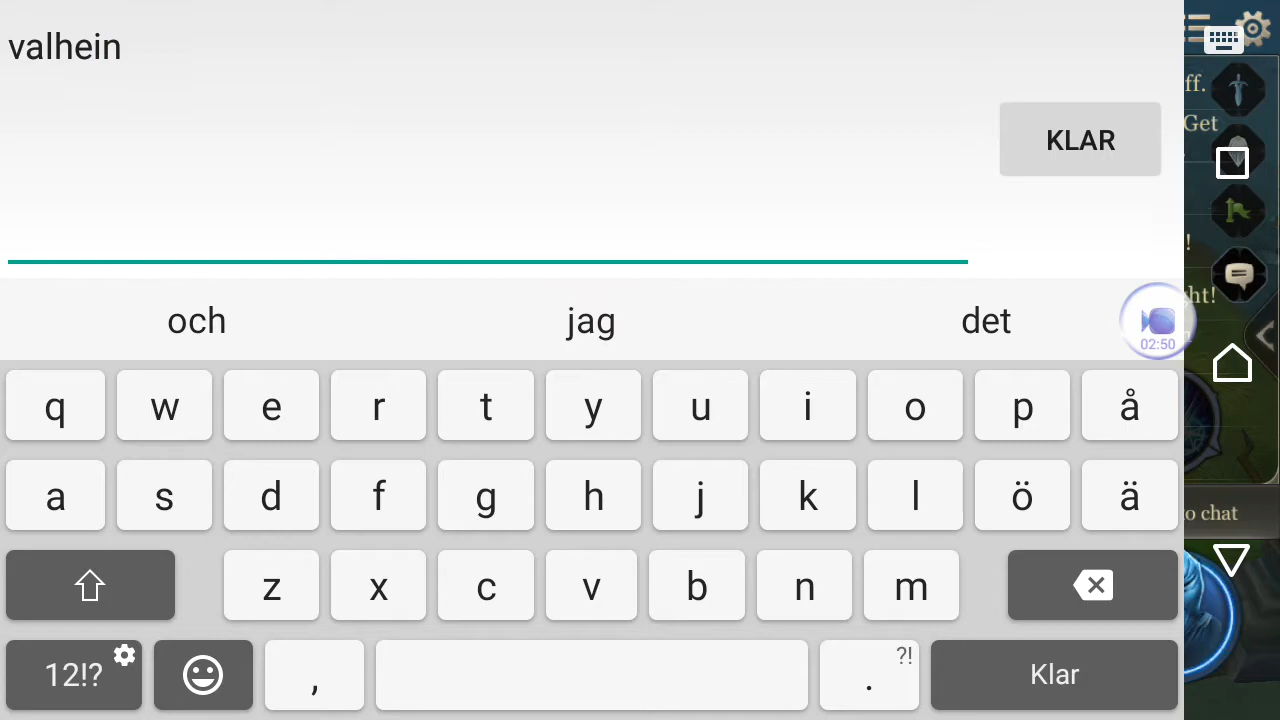 valhein
ff.
KLAR
Get
!
ht!
och jag det
02:50
q w e r t y u i o p å
a s d f g h j k l ö ä
z x c v b n m
o chat
12!? , . ?! Klar